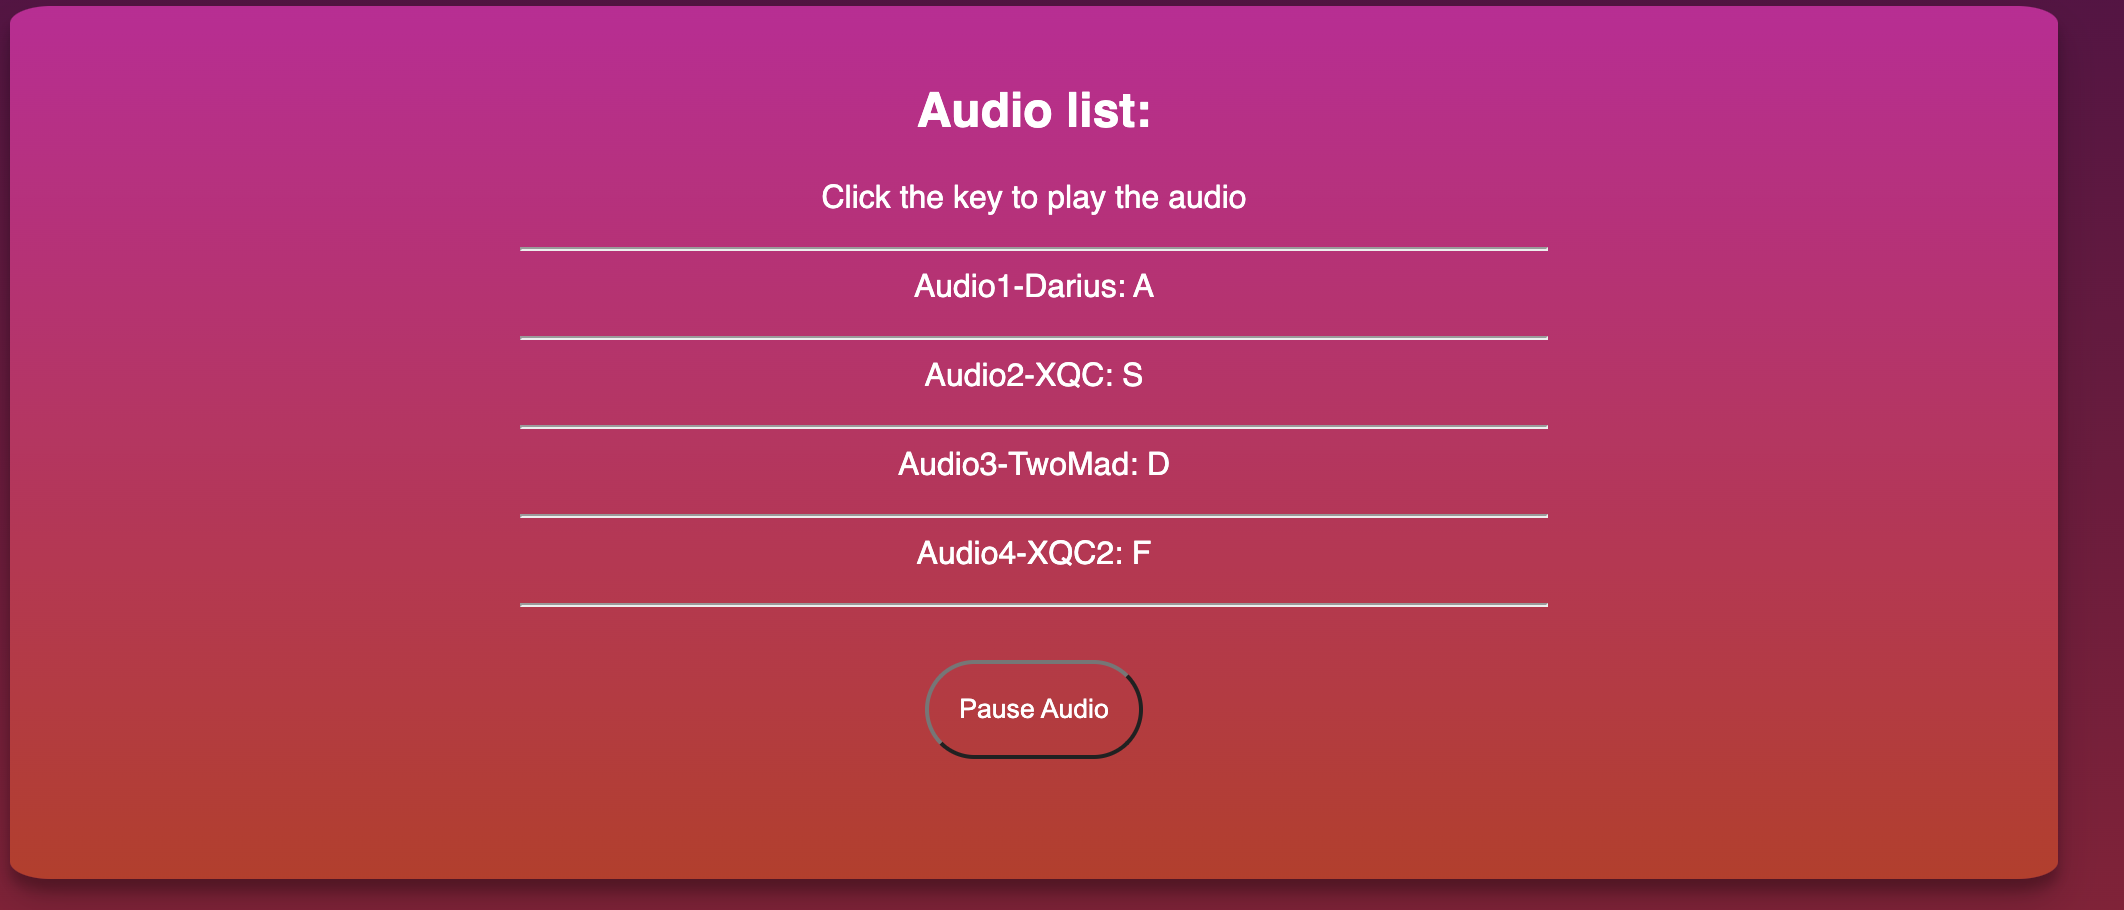 Audio list:
Click the key to play the audio
Audio1-Darius: A
Audio2-XQC: S
Audio3-TwoMad: D
Audio4-XQC2: F
Pause Audio